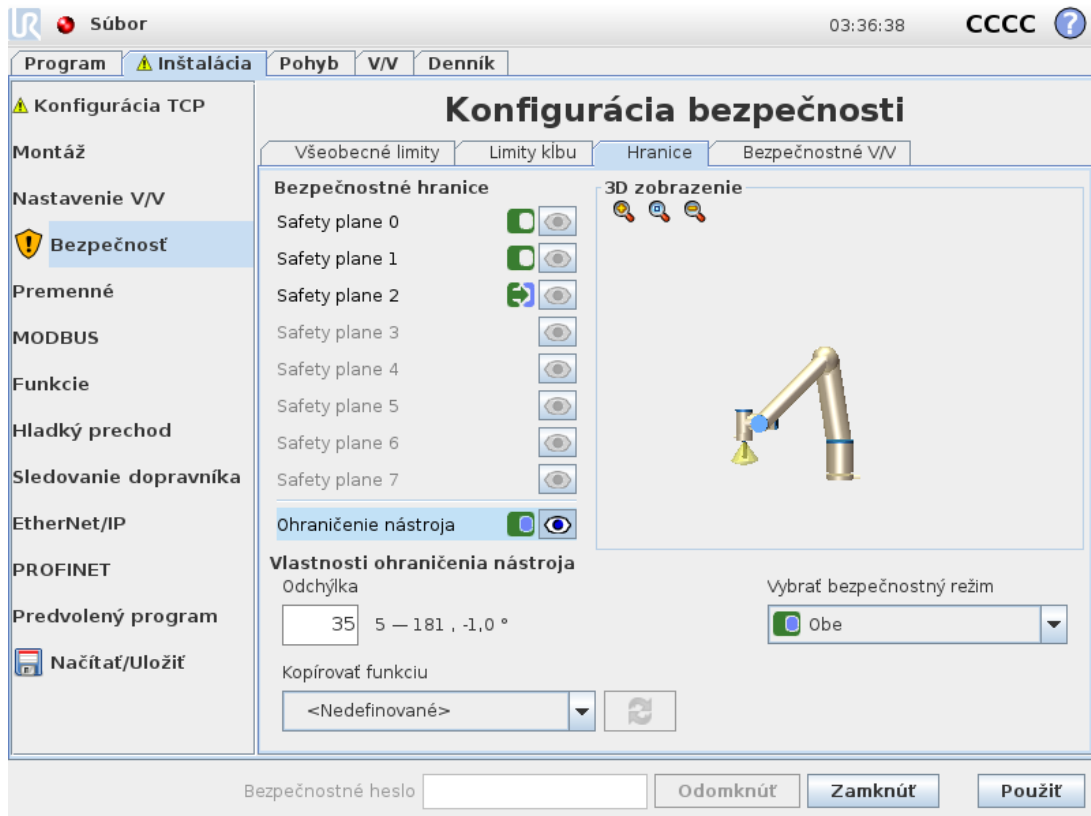 Súbor 03:36:38 CCCC ?
Program Inštalácia Pohyb V/V Denník
Konfigurácia TCP
Montáž
Nastavenie V/V
Bezpečnosť
Premenné
MODBUS
Funkcie
Hladký prechod
Sledovanie dopravníka
EtherNet/IP
PROFINET
Predvolený program
Načítať/Uložiť
Konfigurácia bezpečnosti
Všeobecné limity Limity kĺbu Hranice Bezpečnostné V/V
Bezpečnostné hranice
Safety plane 0
Safety plane 1
Safety plane 2
Safety plane 3
Safety plane 4
Safety plane 5
Safety plane 6
Safety plane 7
Ohraničenie nástroja
3D zobrazenie
Vlastnosti ohraničenia nástroja
Odchýlka
35 5 — 181 , -1,0 °
Vybrať bezpečnostný režim
Obe
Kopírovať funkciu
<Nedefinované>
Bezpečnostné heslo Odomknúť Zamknúť Použiť